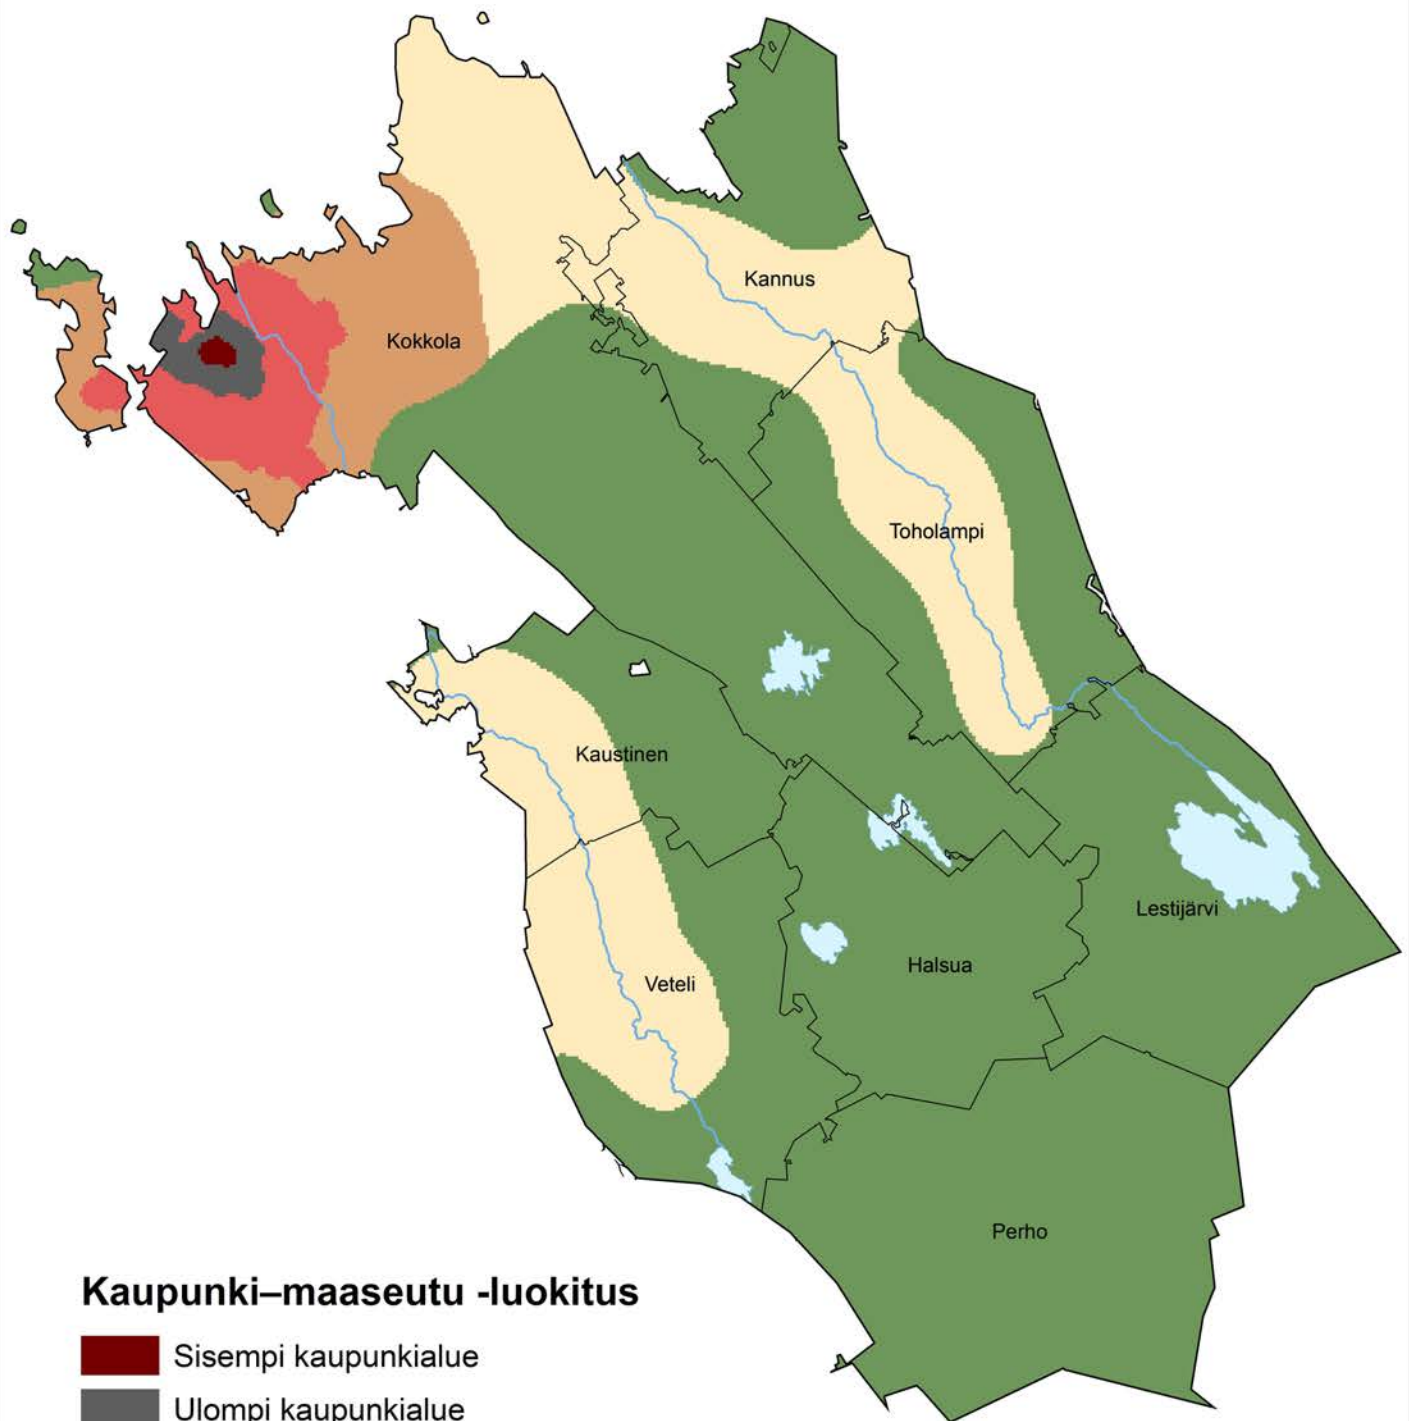 Kannus
Kokkola
Toholampi
Kaustinen
Lestijärvi
Halsua
Veteli
Perho
Kaupunki–maaseutu -luokitus
Sisempi kaupunkialue
Ulompi kaupunkialue